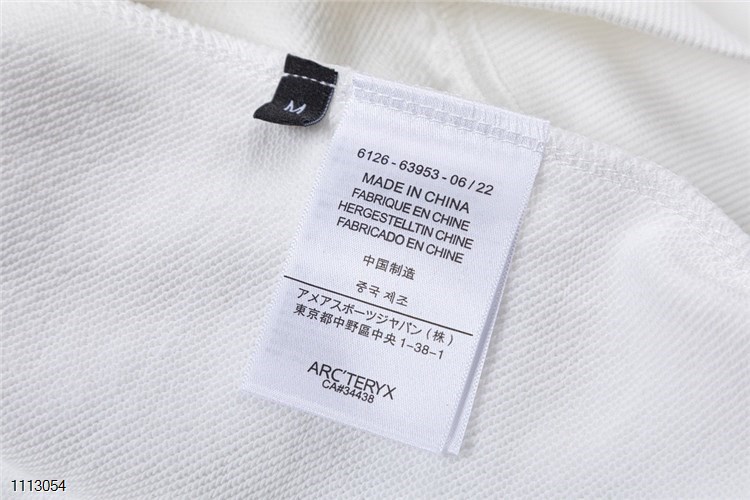 M
6126-63953-06/22
MADE IN CHINA
FABRIQUE EN CHINE
HERGESTELLTIN CHINE
FABRICADO EN CHINE
中国制造
중국 제조
アメアスポーツジャパン(株)
東京都中野區中央1-38-1
ARC'TERYX
CA#34438
1113054